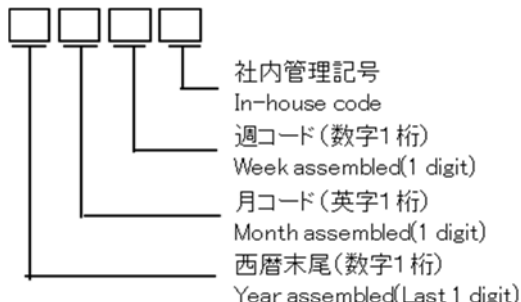 社内管理記号
In-house code
週コード(数字1桁)
Week assembled(1 digit)
月コード(英字1桁)
Month assembled(1 digit)
西暦末尾(数字1桁)
Year assembled(Last 1 digit)